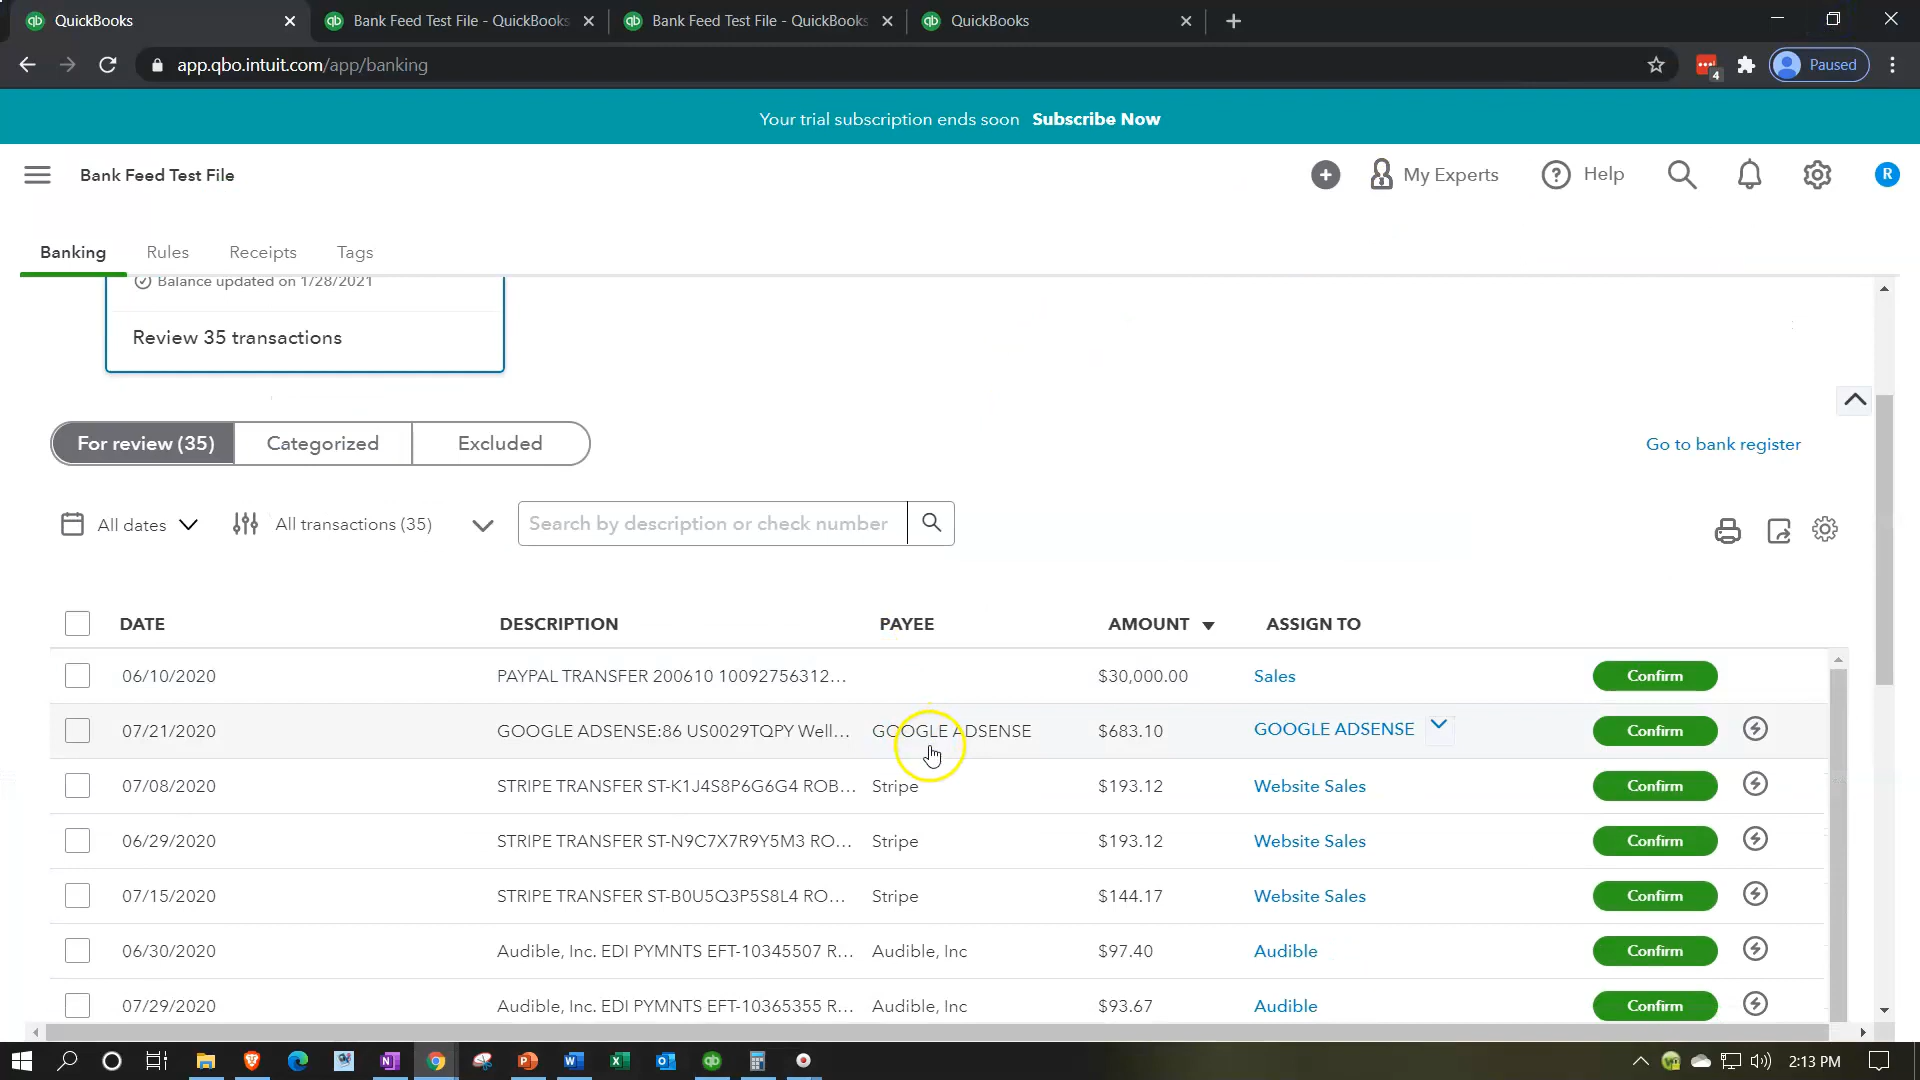 QuickBooks
Bank Feed Test File - QuickBooks
Bank Feed Test File - QuickBooks
QuickBooks
app.qbo.intuit.com/app/banking
4
Paused
Your trial subscription ends soon Subscribe Now
Bank Feed Test File
My Experts
Help
R
Banking
Rules
Receipts
Tags
Balance updated on 1/28/2021
Review 35 transactions
For review (35)
Categorized
Excluded
Go to bank register
All dates
All transactions (35)
Search by description or check number
DATE DESCRIPTION PAYEE AMOUNT ASSIGN TO
06/10/2020 PAYPAL TRANSFER 200610 10092756312... $30,000.00 Sales Confirm
07/21/2020 GOOGLE ADSENSE:86 US0029TQPY Well... GOOGLE ADSENSE $683.10 GOOGLE ADSENSE Confirm
07/08/2020 STRIPE TRANSFER ST-K1J4S8P6G6G4 ROB... Stripe $193.12 Website Sales Confirm
06/29/2020 STRIPE TRANSFER ST-N9C7X7R9Y5M3 RO... Stripe $193.12 Website Sales Confirm
07/15/2020 STRIPE TRANSFER ST-B0U5Q3P5S8L4 RO... Stripe $144.17 Website Sales Confirm
06/30/2020 Audible, Inc. EDI PYMNTS EFT-10345507 R... Audible, Inc $97.40 Audible Confirm
07/29/2020 Audible, Inc. EDI PYMNTS EFT-10365355 R... Audible, Inc $93.67 Audible Confirm
2:13 PM